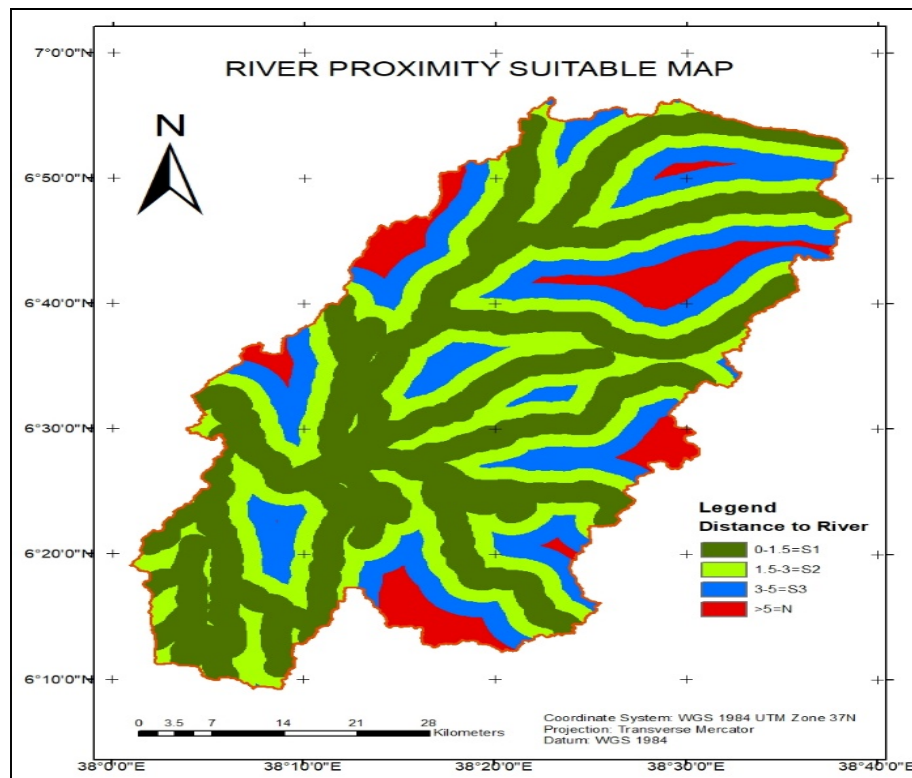 7°0'0"N
RIVER PROXIMITY SUITABLE MAP
N
6°50'0"N
6°40'0"N
6°30'0"N
6°20'0"N
6°10'0"N
Legend
Distance to River
0-1.5=S1
1.5-3=S2
3-5=S3
>5=N
0 3.5 7 14 21 28
Kilometers
Coordinate System: WGS 1984 UTM Zone 37N
Projection: Transverse Mercator
Datum: WGS 1984
38°0'0"E 38°10'0"E 38°20'0"E 38°30'0"E 38°40'0"E